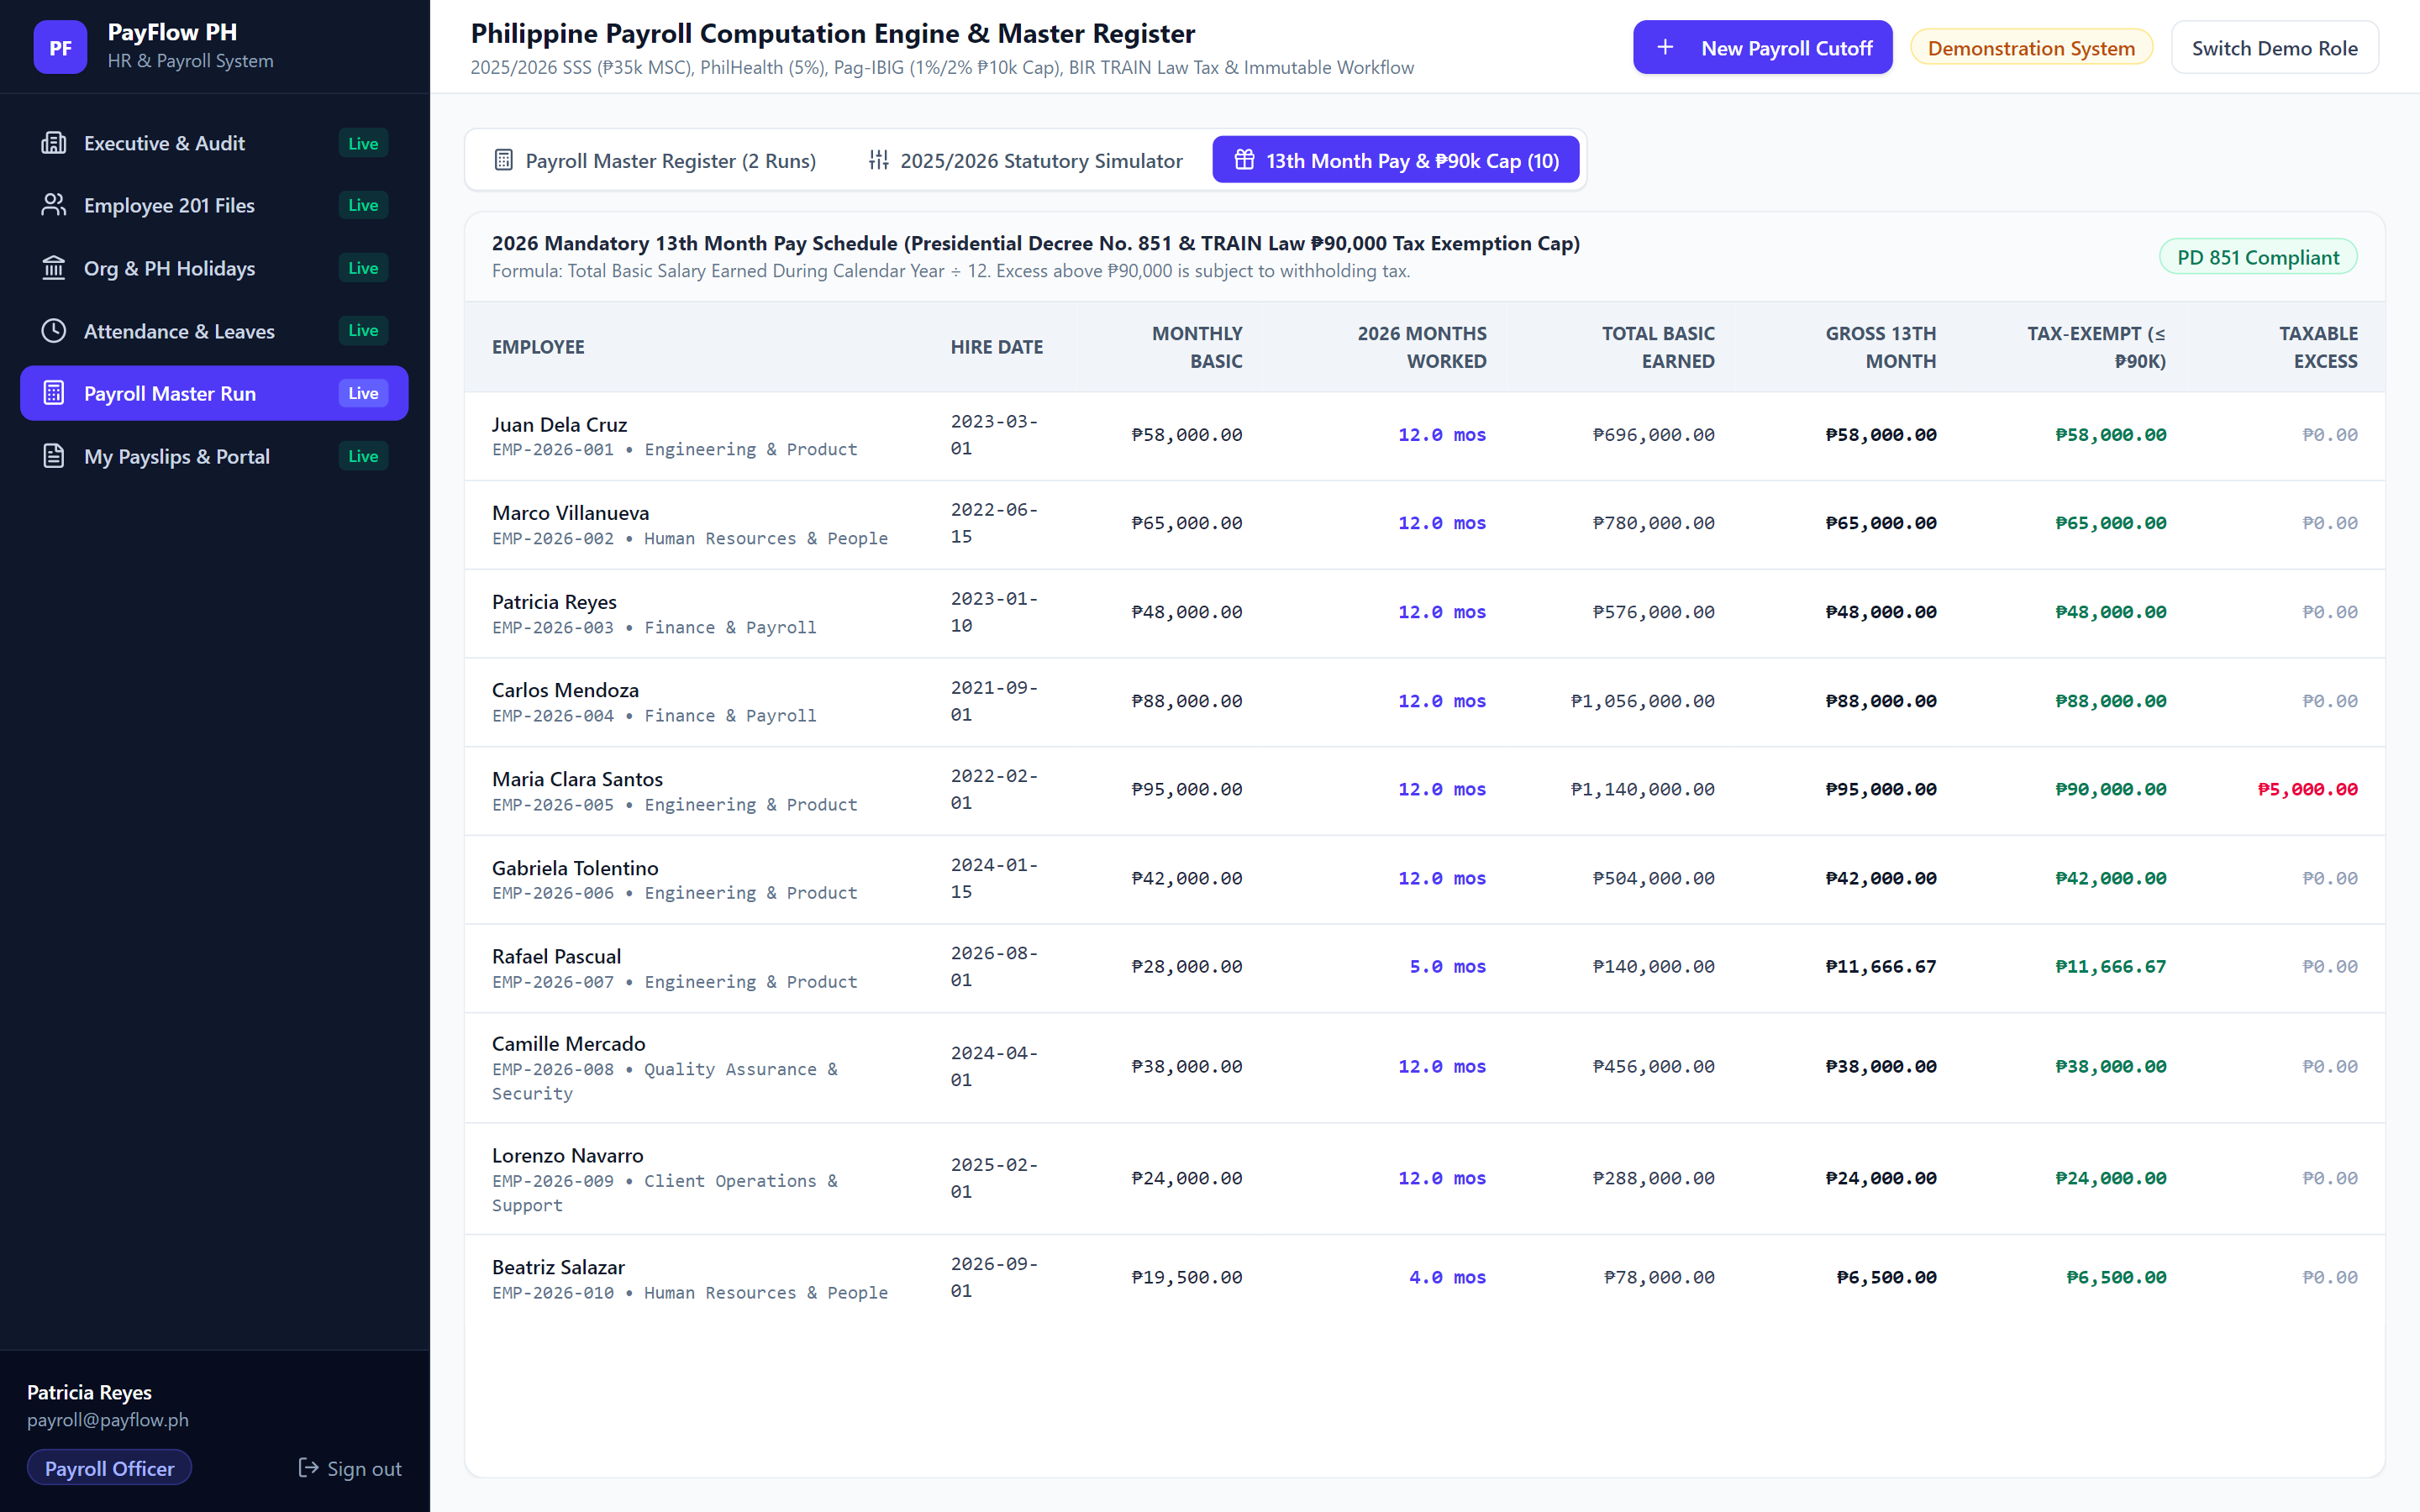 PF
PayFlow PH
HR & Payroll System
Executive & Audit Live
Employee 201 Files Live
Org & PH Holidays Live
Attendance & Leaves Live
Payroll Master Run Live
My Payslips & Portal Live
Patricia Reyes
payroll@payflow.ph
Payroll Officer
Sign out
Philippine Payroll Computation Engine & Master Register
2025/2026 SSS (₱35k MSC), PhilHealth (5%), Pag-IBIG (1%/2% ₱10k Cap), BIR TRAIN Law Tax & Immutable Workflow
+ New Payroll Cutoff
Demonstration System
Switch Demo Role
Payroll Master Register (2 Runs)
2025/2026 Statutory Simulator
13th Month Pay & ₱90k Cap (10)
2026 Mandatory 13th Month Pay Schedule (Presidential Decree No. 851 & TRAIN Law ₱90,000 Tax Exemption Cap)
Formula: Total Basic Salary Earned During Calendar Year ÷ 12. Excess above ₱90,000 is subject to withholding tax.
PD 851 Compliant
EMPLOYEE
HIRE DATE
MONTHLY
BASIC
2026 MONTHS
WORKED
TOTAL BASIC
EARNED
GROSS 13TH
MONTH
TAX-EXEMPT (≤
₱90K)
TAXABLE
EXCESS
Juan Dela Cruz
EMP-2026-001 • Engineering & Product
2023-03-
01
₱58,000.00 12.0 mos ₱696,000.00 ₱58,000.00 ₱58,000.00 ₱0.00
Marco Villanueva
EMP-2026-002 • Human Resources & People
2022-06-
15
₱65,000.00 12.0 mos ₱780,000.00 ₱65,000.00 ₱65,000.00 ₱0.00
Patricia Reyes
EMP-2026-003 • Finance & Payroll
2023-01-
10
₱48,000.00 12.0 mos ₱576,000.00 ₱48,000.00 ₱48,000.00 ₱0.00
Carlos Mendoza
EMP-2026-004 • Finance & Payroll
2021-09-
01
₱88,000.00 12.0 mos ₱1,056,000.00 ₱88,000.00 ₱88,000.00 ₱0.00
Maria Clara Santos
EMP-2026-005 • Engineering & Product
2022-02-
01
₱95,000.00 12.0 mos ₱1,140,000.00 ₱95,000.00 ₱90,000.00 ₱5,000.00
Gabriela Tolentino
EMP-2026-006 • Engineering & Product
2024-01-
15
₱42,000.00 12.0 mos ₱504,000.00 ₱42,000.00 ₱42,000.00 ₱0.00
Rafael Pascual
EMP-2026-007 • Engineering & Product
2026-08-
01
₱28,000.00 5.0 mos ₱140,000.00 ₱11,666.67 ₱11,666.67 ₱0.00
Camille Mercado
EMP-2026-008 • Quality Assurance &
Security
2024-04-
01
₱38,000.00 12.0 mos ₱456,000.00 ₱38,000.00 ₱38,000.00 ₱0.00
Lorenzo Navarro
EMP-2026-009 • Client Operations &
Support
2025-02-
01
₱24,000.00 12.0 mos ₱288,000.00 ₱24,000.00 ₱24,000.00 ₱0.00
Beatriz Salazar
EMP-2026-010 • Human Resources & People
2026-09-
01
₱19,500.00 4.0 mos ₱78,000.00 ₱6,500.00 ₱6,500.00 ₱0.00